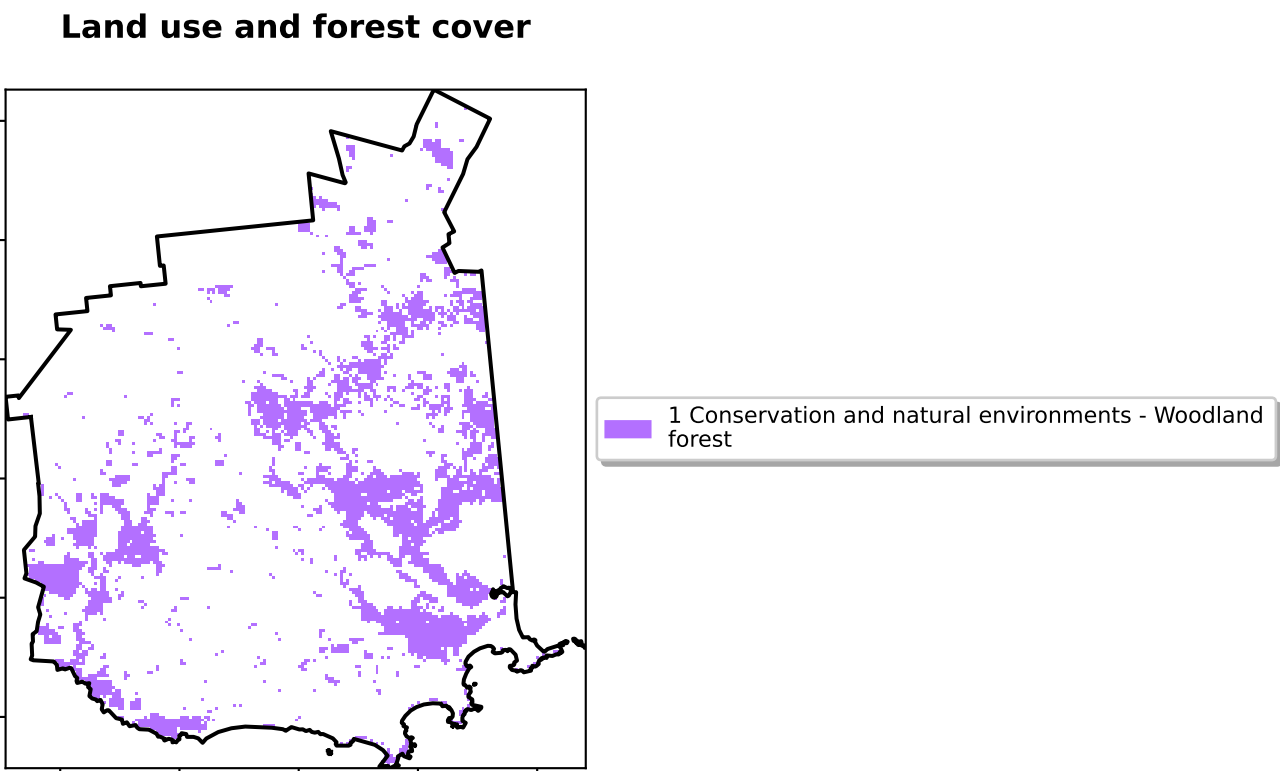 Land use and forest cover
1 Conservation and natural environments - Woodland
forest